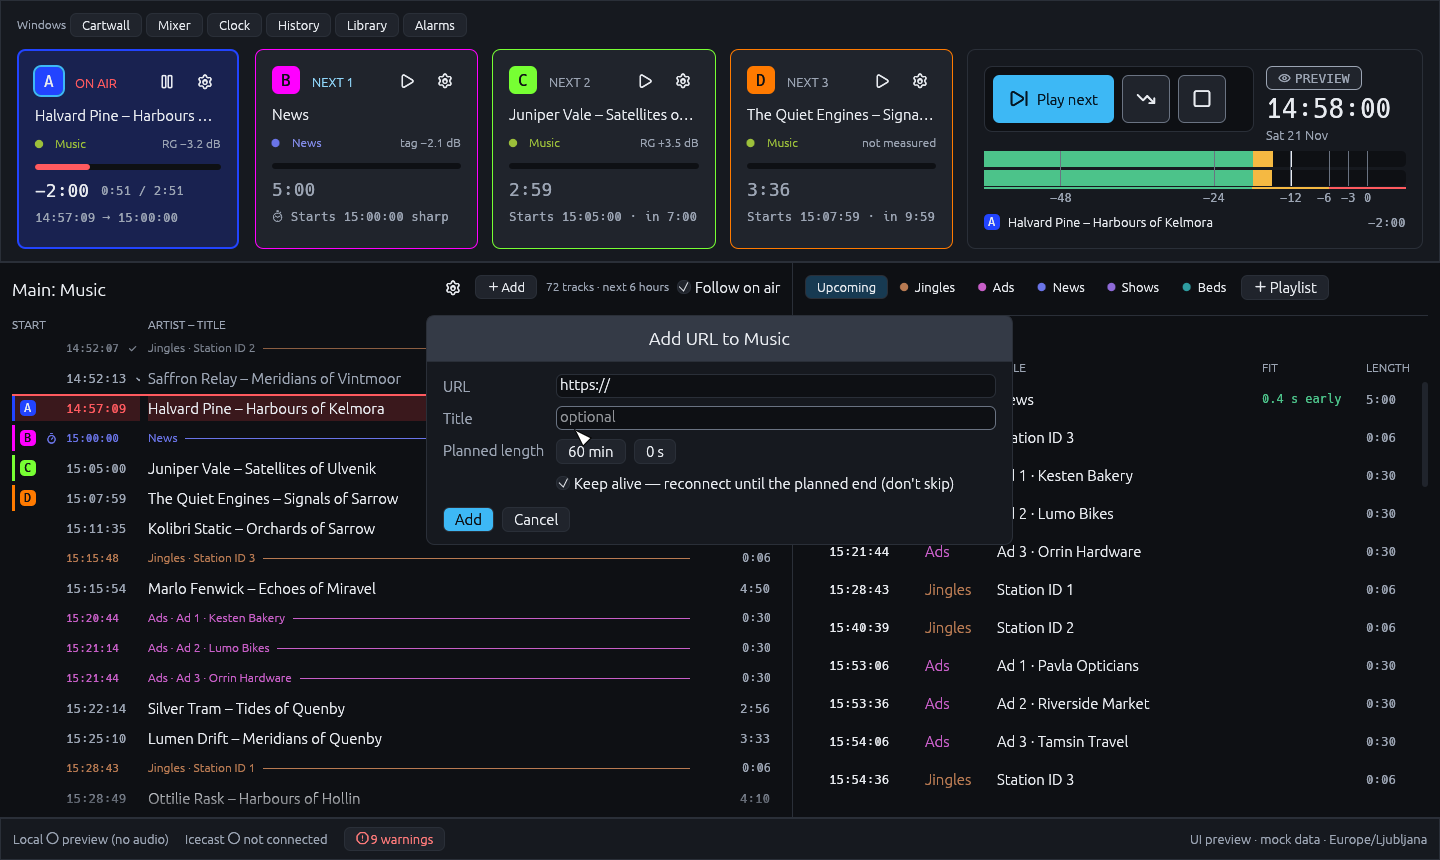 Windows Cartwall Mixer Clock History Library Alarms
A ON AIR
Halvard Pine – Harbours ...
Music RG −3.2 dB
−2:00 0:51 / 2:51
14:57:09 → 15:00:00
B NEXT 1
News
News tag −2.1 dB
5:00
Starts 15:00:00 sharp
C NEXT 2
Juniper Vale – Satellites o...
Music RG +3.5 dB
2:59
Starts 15:05:00 · in 7:00
D NEXT 3
The Quiet Engines – Signa...
Music not measured
3:36
Starts 15:07:59 · in 9:59
Play next
PREVIEW
14:58:00
Sat 21 Nov
−48 −24 −12 −6 −3 0
A Halvard Pine – Harbours of Kelmora −2:00
Main: Music + Add 72 tracks · next 6 hours Follow on air
START ARTIST – TITLE
14:52:07 Jingles · Station ID 2
14:52:13 Saffron Relay – Meridians of Vintmoor
A 14:57:09 Halvard Pine – Harbours of Kelmora
B 15:00:00 News
C 15:05:00 Juniper Vale – Satellites of Ulvenik
D 15:07:59 The Quiet Engines – Signals of Sarrow
15:11:35 Kolibri Static – Orchards of Sarrow
15:15:48 Jingles · Station ID 3 0:06
15:15:54 Marlo Fenwick – Echoes of Miravel 4:50
15:20:44 Ads · Ad 1 · Kesten Bakery 0:30
15:21:14 Ads · Ad 2 · Lumo Bikes 0:30
15:21:44 Ads · Ad 3 · Orrin Hardware 0:30
15:22:14 Silver Tram – Tides of Quenby 2:56
15:25:10 Lumen Drift – Meridians of Quenby 3:33
15:28:43 Jingles · Station ID 1 0:06
15:28:49 Ottilie Rask – Harbours of Hollin 4:10
Add URL to Music
URL https://
Title optional
Planned length 60 min 0 s
Keep alive — reconnect until the planned end (don't skip)
Add Cancel
Upcoming Jingles Ads News Shows Beds + Playlist
LE FIT LENGTH
ews 0.4 s early 5:00
ation ID 3 0:06
1 · Kesten Bakery 0:30
2 · Lumo Bikes 0:30
15:21:44 Ads Ad 3 · Orrin Hardware 0:30
15:28:43 Jingles Station ID 1 0:06
15:40:39 Jingles Station ID 2 0:06
15:53:06 Ads Ad 1 · Pavla Opticians 0:30
15:53:36 Ads Ad 2 · Riverside Market 0:30
15:54:06 Ads Ad 3 · Tamsin Travel 0:30
15:54:36 Jingles Station ID 3 0:06
Local preview (no audio) Icecast not connected 9 warnings UI preview · mock data · Europe/Ljubljana